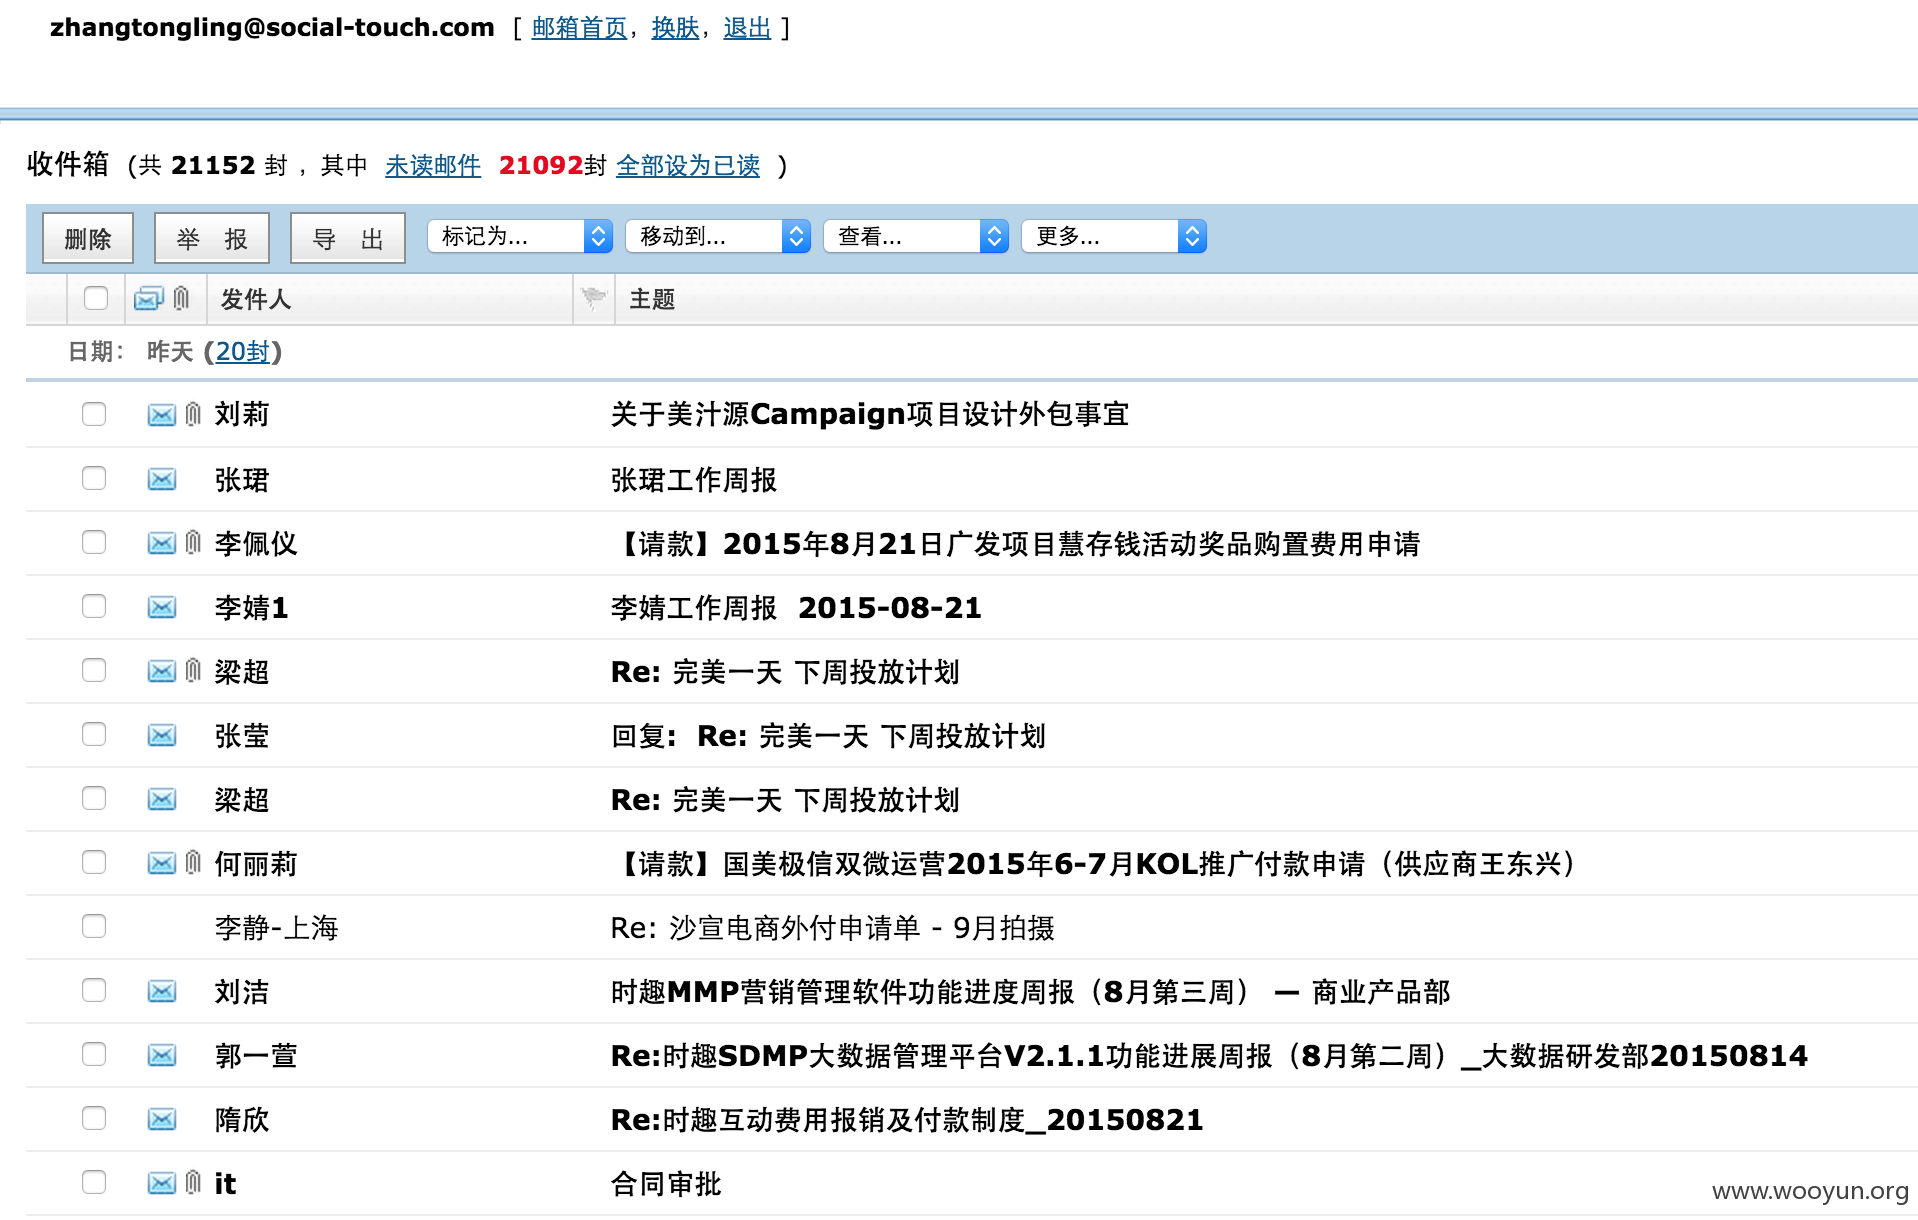 zhangtongling@social-touch.com [ 邮箱首页, 换肤, 退出 ]
收件箱 (共 21152 封 , 其中 未读邮件 21092封 全部设为已读 )
删除 举 报 导 出 标记为... 移动到... 查看... 更多...
发件人 主题
日期： 昨天 (20封)
刘莉 关于美汁源Campaign项目设计外包事宜
张珺 张珺工作周报
李佩仪 【请款】2015年8月21日广发项目慧存钱活动奖品购置费用申请
李婧1 李婧工作周报 2015-08-21
梁超 Re: 完美一天 下周投放计划
张莹 回复: Re: 完美一天 下周投放计划
梁超 Re: 完美一天 下周投放计划
何丽莉 【请款】国美极信双微运营2015年6-7月KOL推广付款申请（供应商王东兴）
李静-上海 Re: 沙宣电商外付申请单 - 9月拍摄
刘洁 时趣MMP营销管理软件功能进度周报（8月第三周） — 商业产品部
郭一萱 Re:时趣SDMP大数据管理平台V2.1.1功能进展周报（8月第二周）_大数据研发部20150814
隋欣 Re:时趣互动费用报销及付款制度_20150821
it 合同审批
www.wooyun.org